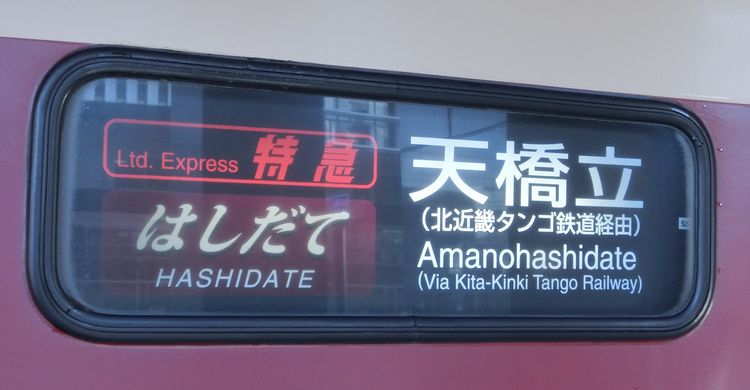 Ltd. Express 特急
はしだて
HASHIDATE
天橋立
(北近畿タンゴ鉄道経由)
Amanohashidate
(Via Kita-Kinki Tango Railway)